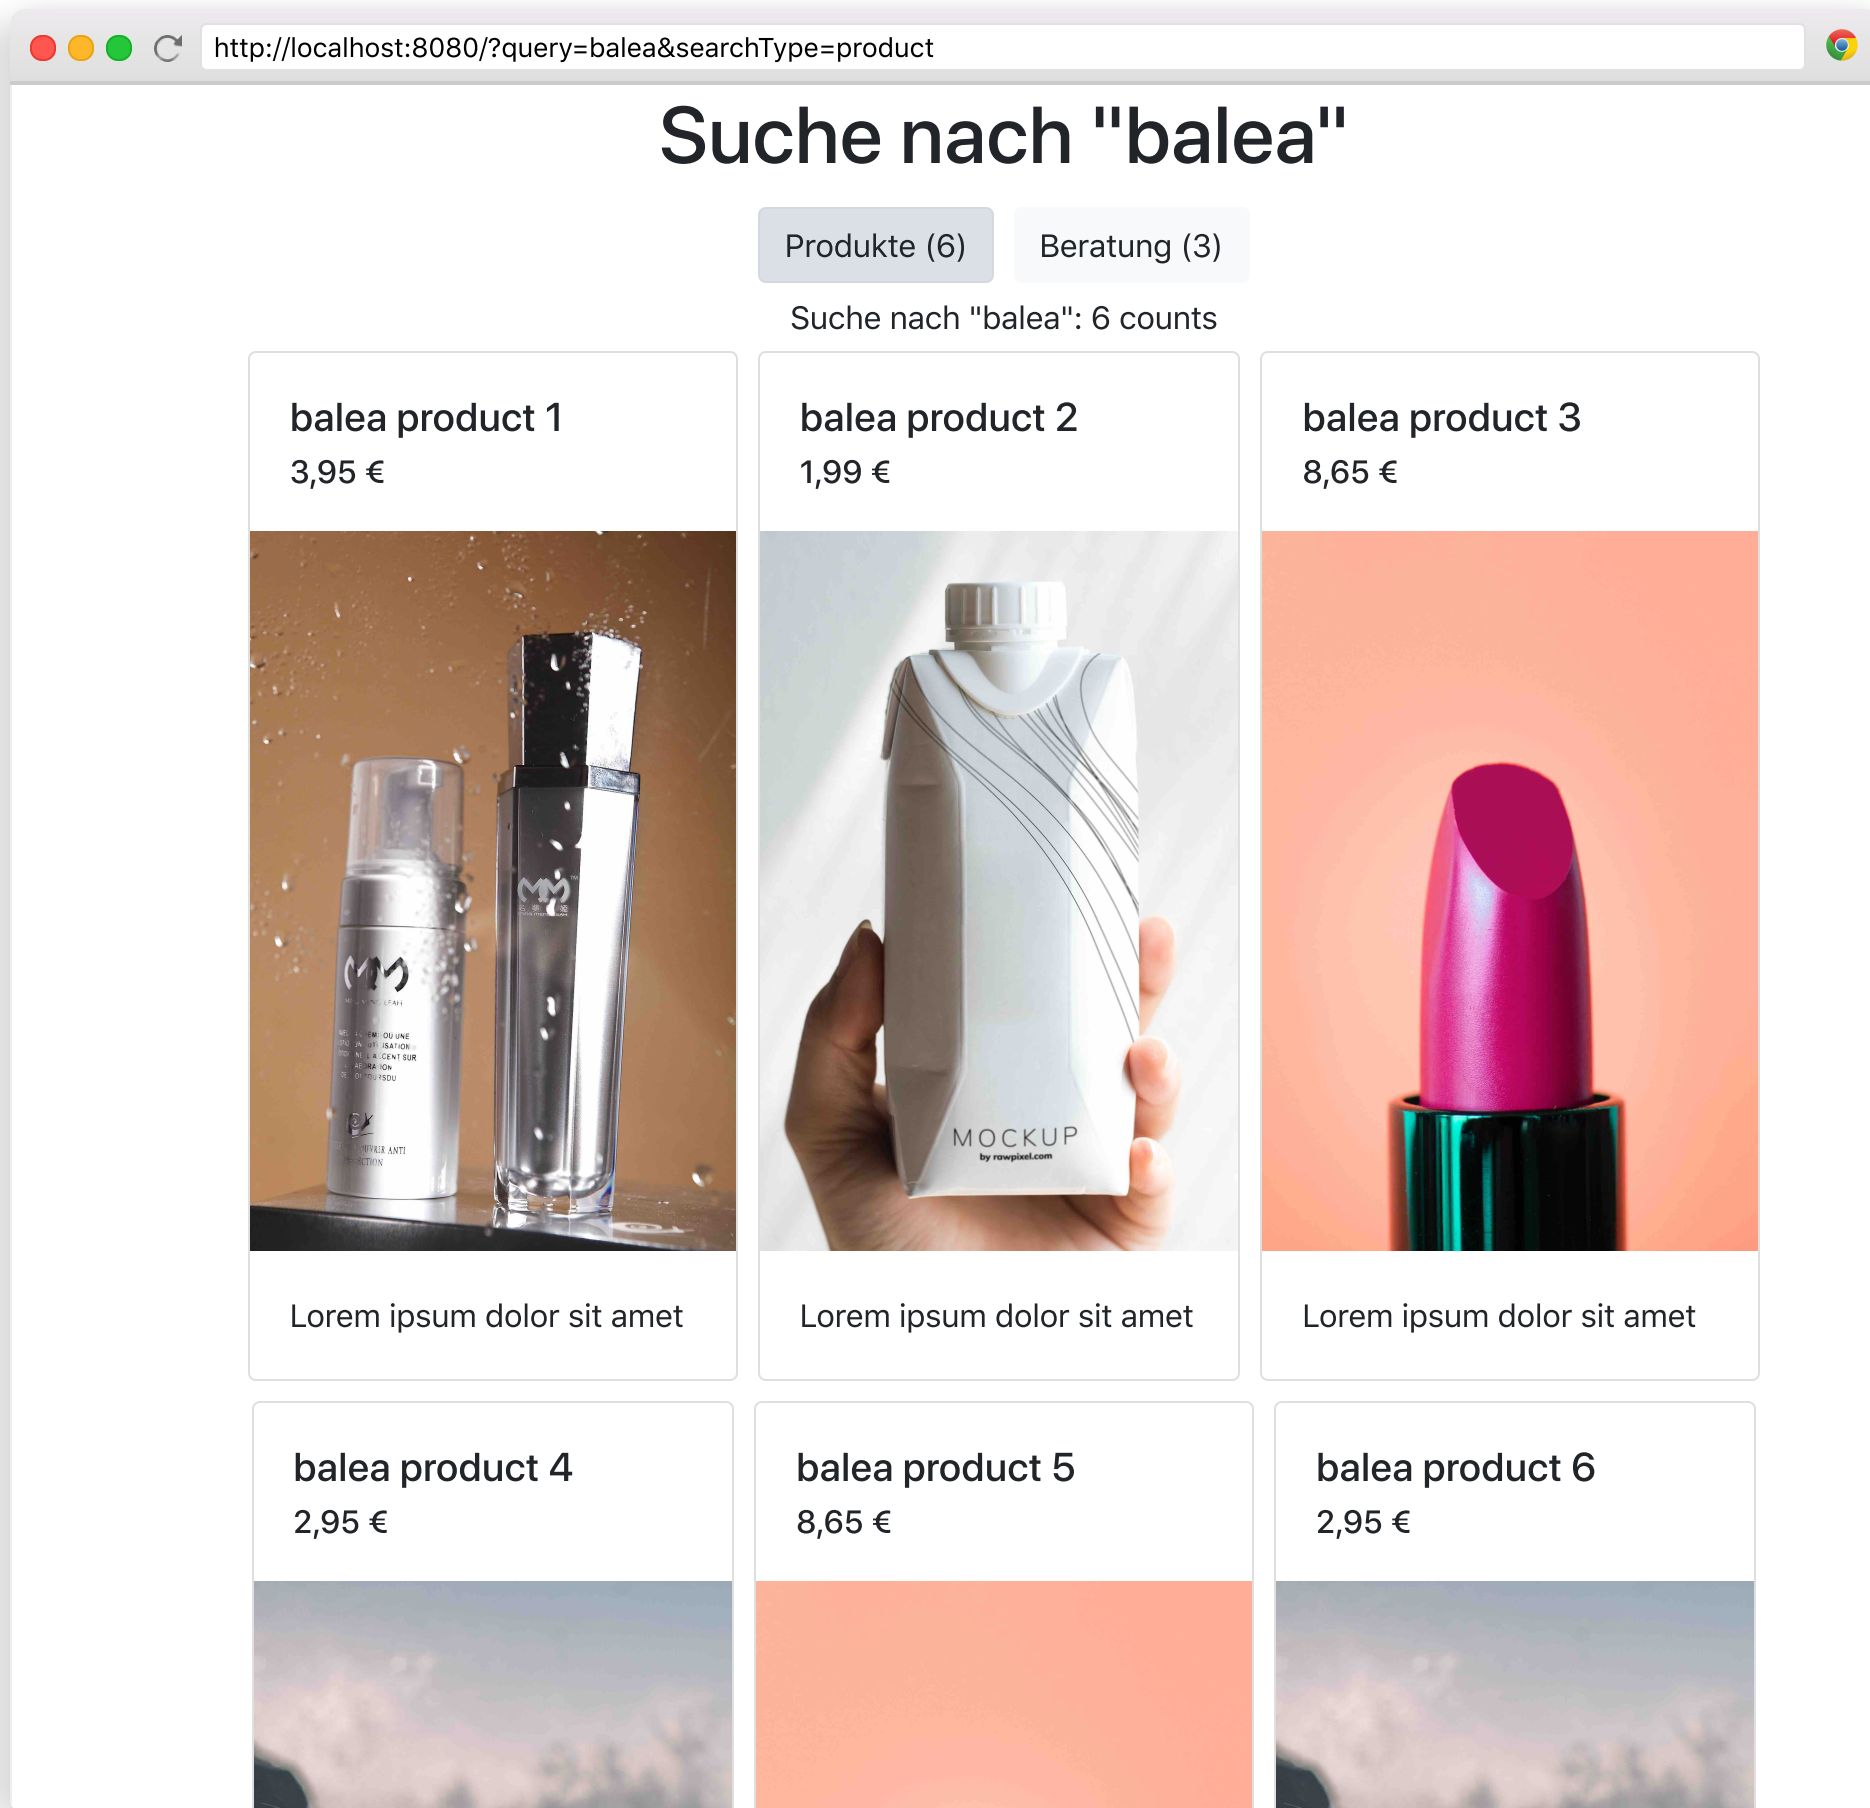 http://localhost:8080/?query=balea&searchType=product
Suche nach "balea"
Produkte (6) Beratung (3)
Suche nach "balea": 6 counts
balea product 1
3,95 €
balea product 2
1,99 €
balea product 3
8,65 €
MOCKUP
by rawpixel.com
Lorem ipsum dolor sit amet
Lorem ipsum dolor sit amet
Lorem ipsum dolor sit amet
balea product 4
2,95 €
balea product 5
8,65 €
balea product 6
2,95 €